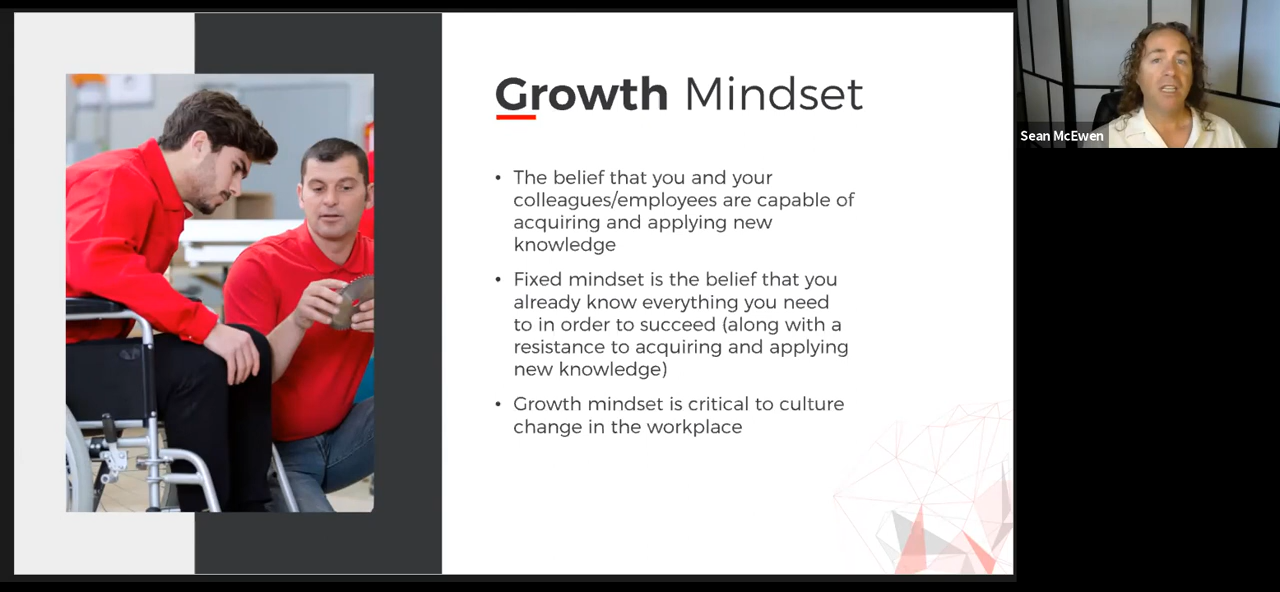 Growth Mindset
• The belief that you and your
colleagues/employees are capable of
acquiring and applying new
knowledge
• Fixed mindset is the belief that you
already know everything you need
to in order to succeed (along with a
resistance to acquiring and applying
new knowledge)
• Growth mindset is critical to culture
change in the workplace
Sean McEwen